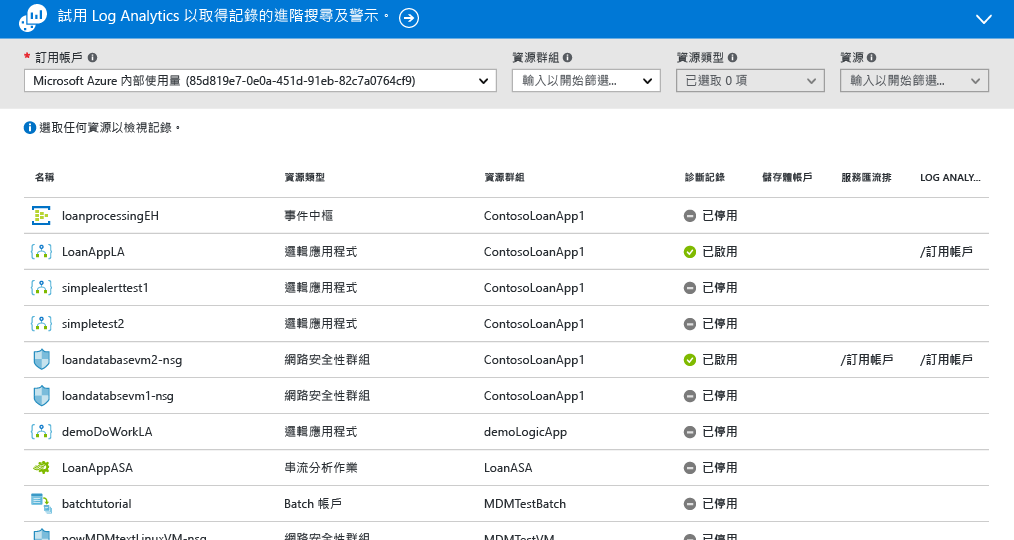 試用 Log Analytics 以取得記錄的進階搜尋及警示。
* 訂用帳戶 資源群組 資源類型 資源
Microsoft Azure 內部使用量 (85d819e7-0e0a-451d-91eb-82c7a0764cf9) 輸入以開始篩選... 已選取 0 項 輸入以開始篩選...
選取任何資源以檢視記錄。
名稱 資源類型 資源群組 診斷記錄 儲存體帳戶 服務匯流排 LOG ANALY...
loanprocessingEH 事件中樞 ContosoLoanApp1 已停用
LoanAppLA 邏輯應用程式 ContosoLoanApp1 已啟用 /訂用帳戶
simplealerttest1 邏輯應用程式 ContosoLoanApp1 已停用
simpletest2 邏輯應用程式 ContosoLoanApp1 已停用
loandatabasevm2-nsg 網路安全性群組 ContosoLoanApp1 已啟用 /訂用帳戶 /訂用帳戶
loandatabsevm1-nsg 網路安全性群組 ContosoLoanApp1 已停用
demoDoWorkLA 邏輯應用程式 demoLogicApp 已停用
LoanAppASA 串流分析作業 LoanASA 已停用
batchtutorial Batch 帳戶 MDMTestBatch 已停用
nowMDMtextLinuxVM-nsg 網路安全性群組 MDMTestVM 已停用